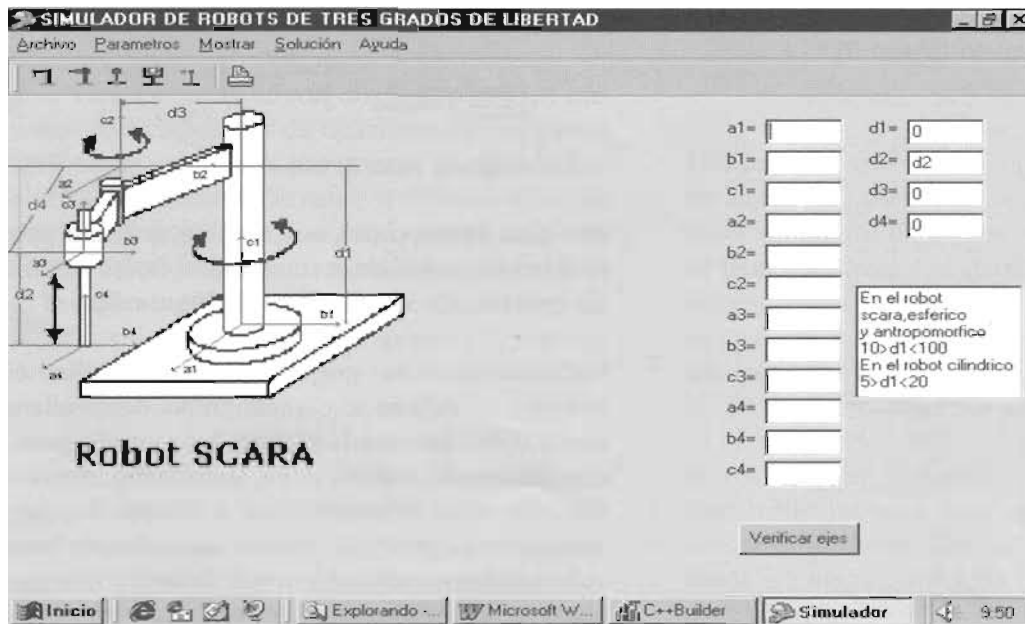 SIMULADOR DE ROBOTS DE TRES GRADOS DE LIBERTAD
Archivo Parametros Mostrar Solución Ayuda
c2
d3
a2
b2
d4
c3
c1
d1
b3
a3
d2
c4
b4
b1
a1
a4
Robot SCARA
a1=
b1=
c1=
a2=
b2=
c2=
a3=
b3=
c3=
a4=
b4=
c4=
d1= 0
d2= d2
d3= 0
d4= 0
En el robot
scara,esferico
y antropomorfico
10>d1<100
En el robot cilindrico
5>d1<20
Verificar ejes
Inicio
Explorando -...
Microsoft W...
C++Builder
Simulador
9:50